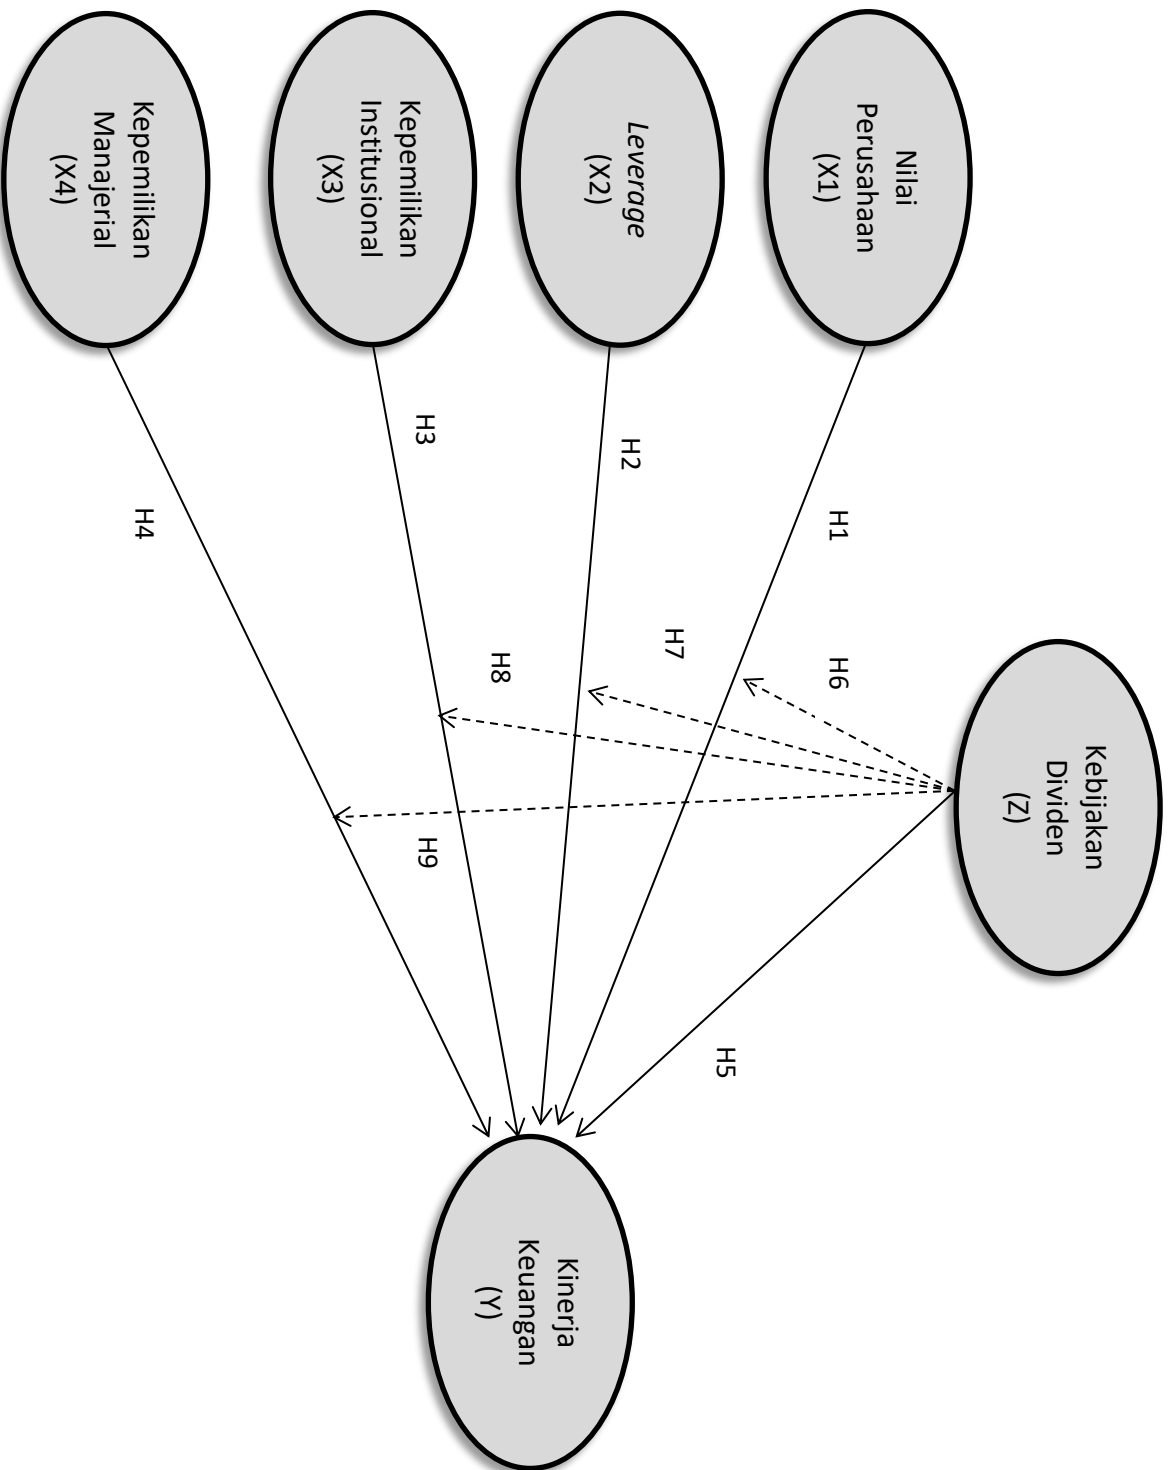 Kebijakan
Dividen
(Z)
Nilai
Perusahaan
(X1)
H1
H6
H5
Leverage
(X2)
H2
H7
Kinerja
Keuangan
(Y)
Kepemilikan
Institusional
(X3)
H3
H8
H9
Kepemilikan
Manajerial
(X4)
H4